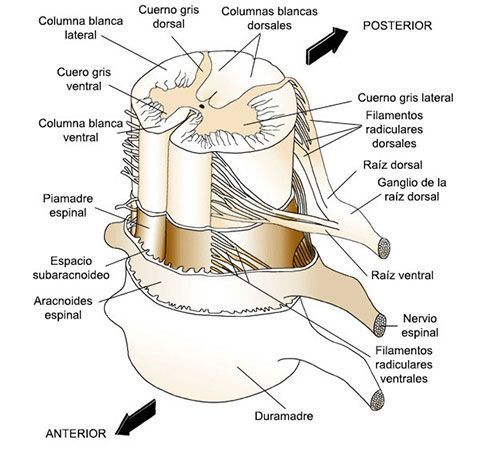 Cuerno gris
dorsal
Columnas blancas
dorsales
Columna blanca
lateral
POSTERIOR
Cuero gris
ventral
Columna blanca
ventral
Cuerno gris lateral
Filamentos
radiculares
dorsales
Raíz dorsal
Ganglio de la
raíz dorsal
Piamadre
espinal
Espacio
subaracnoideo
Raíz ventral
Aracnoides
espinal
Nervio
espinal
Filamentos
radiculares
ventrales
Duramadre
ANTERIOR